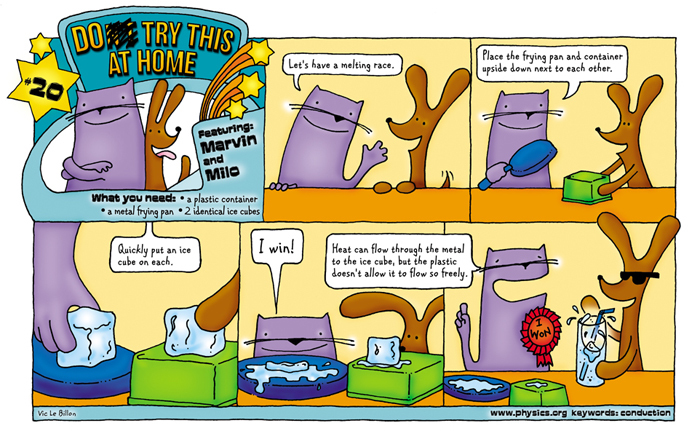 DO TRY THIS
AT HOME
#20
Featuring:
Marvin
and
Milo
What you need: • a plastic container
• a metal frying pan • 2 identical ice cubes
Let's have a melting race.
Place the frying pan and container
upside down next to each other.
Quickly put an ice
cube on each.
I win!
Heat can flow through the metal
to the ice cube, but the plastic
doesn't allow it to flow so freely.
I
WON
Vic Le Billon
www.physics.org keywords: conduction